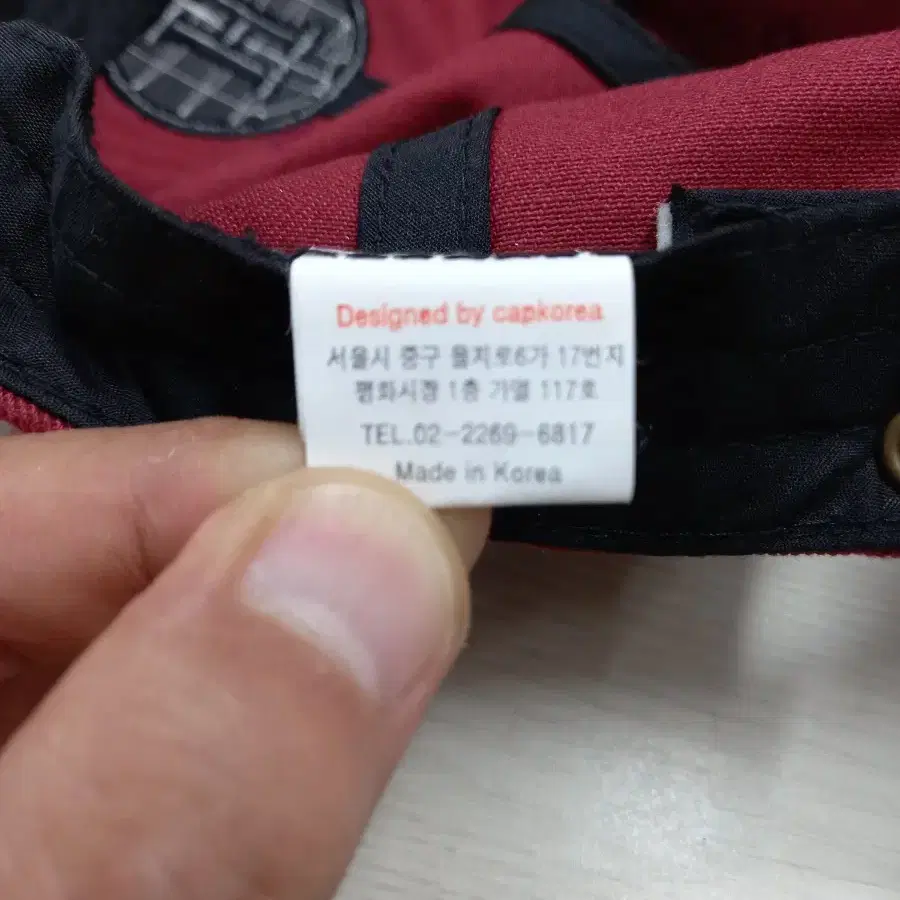 Designed by capkorea
서울시 중구 을지로6가 17번지
평화시장 1층 가열 117호
TEL.02-2269-6817
Made in Korea